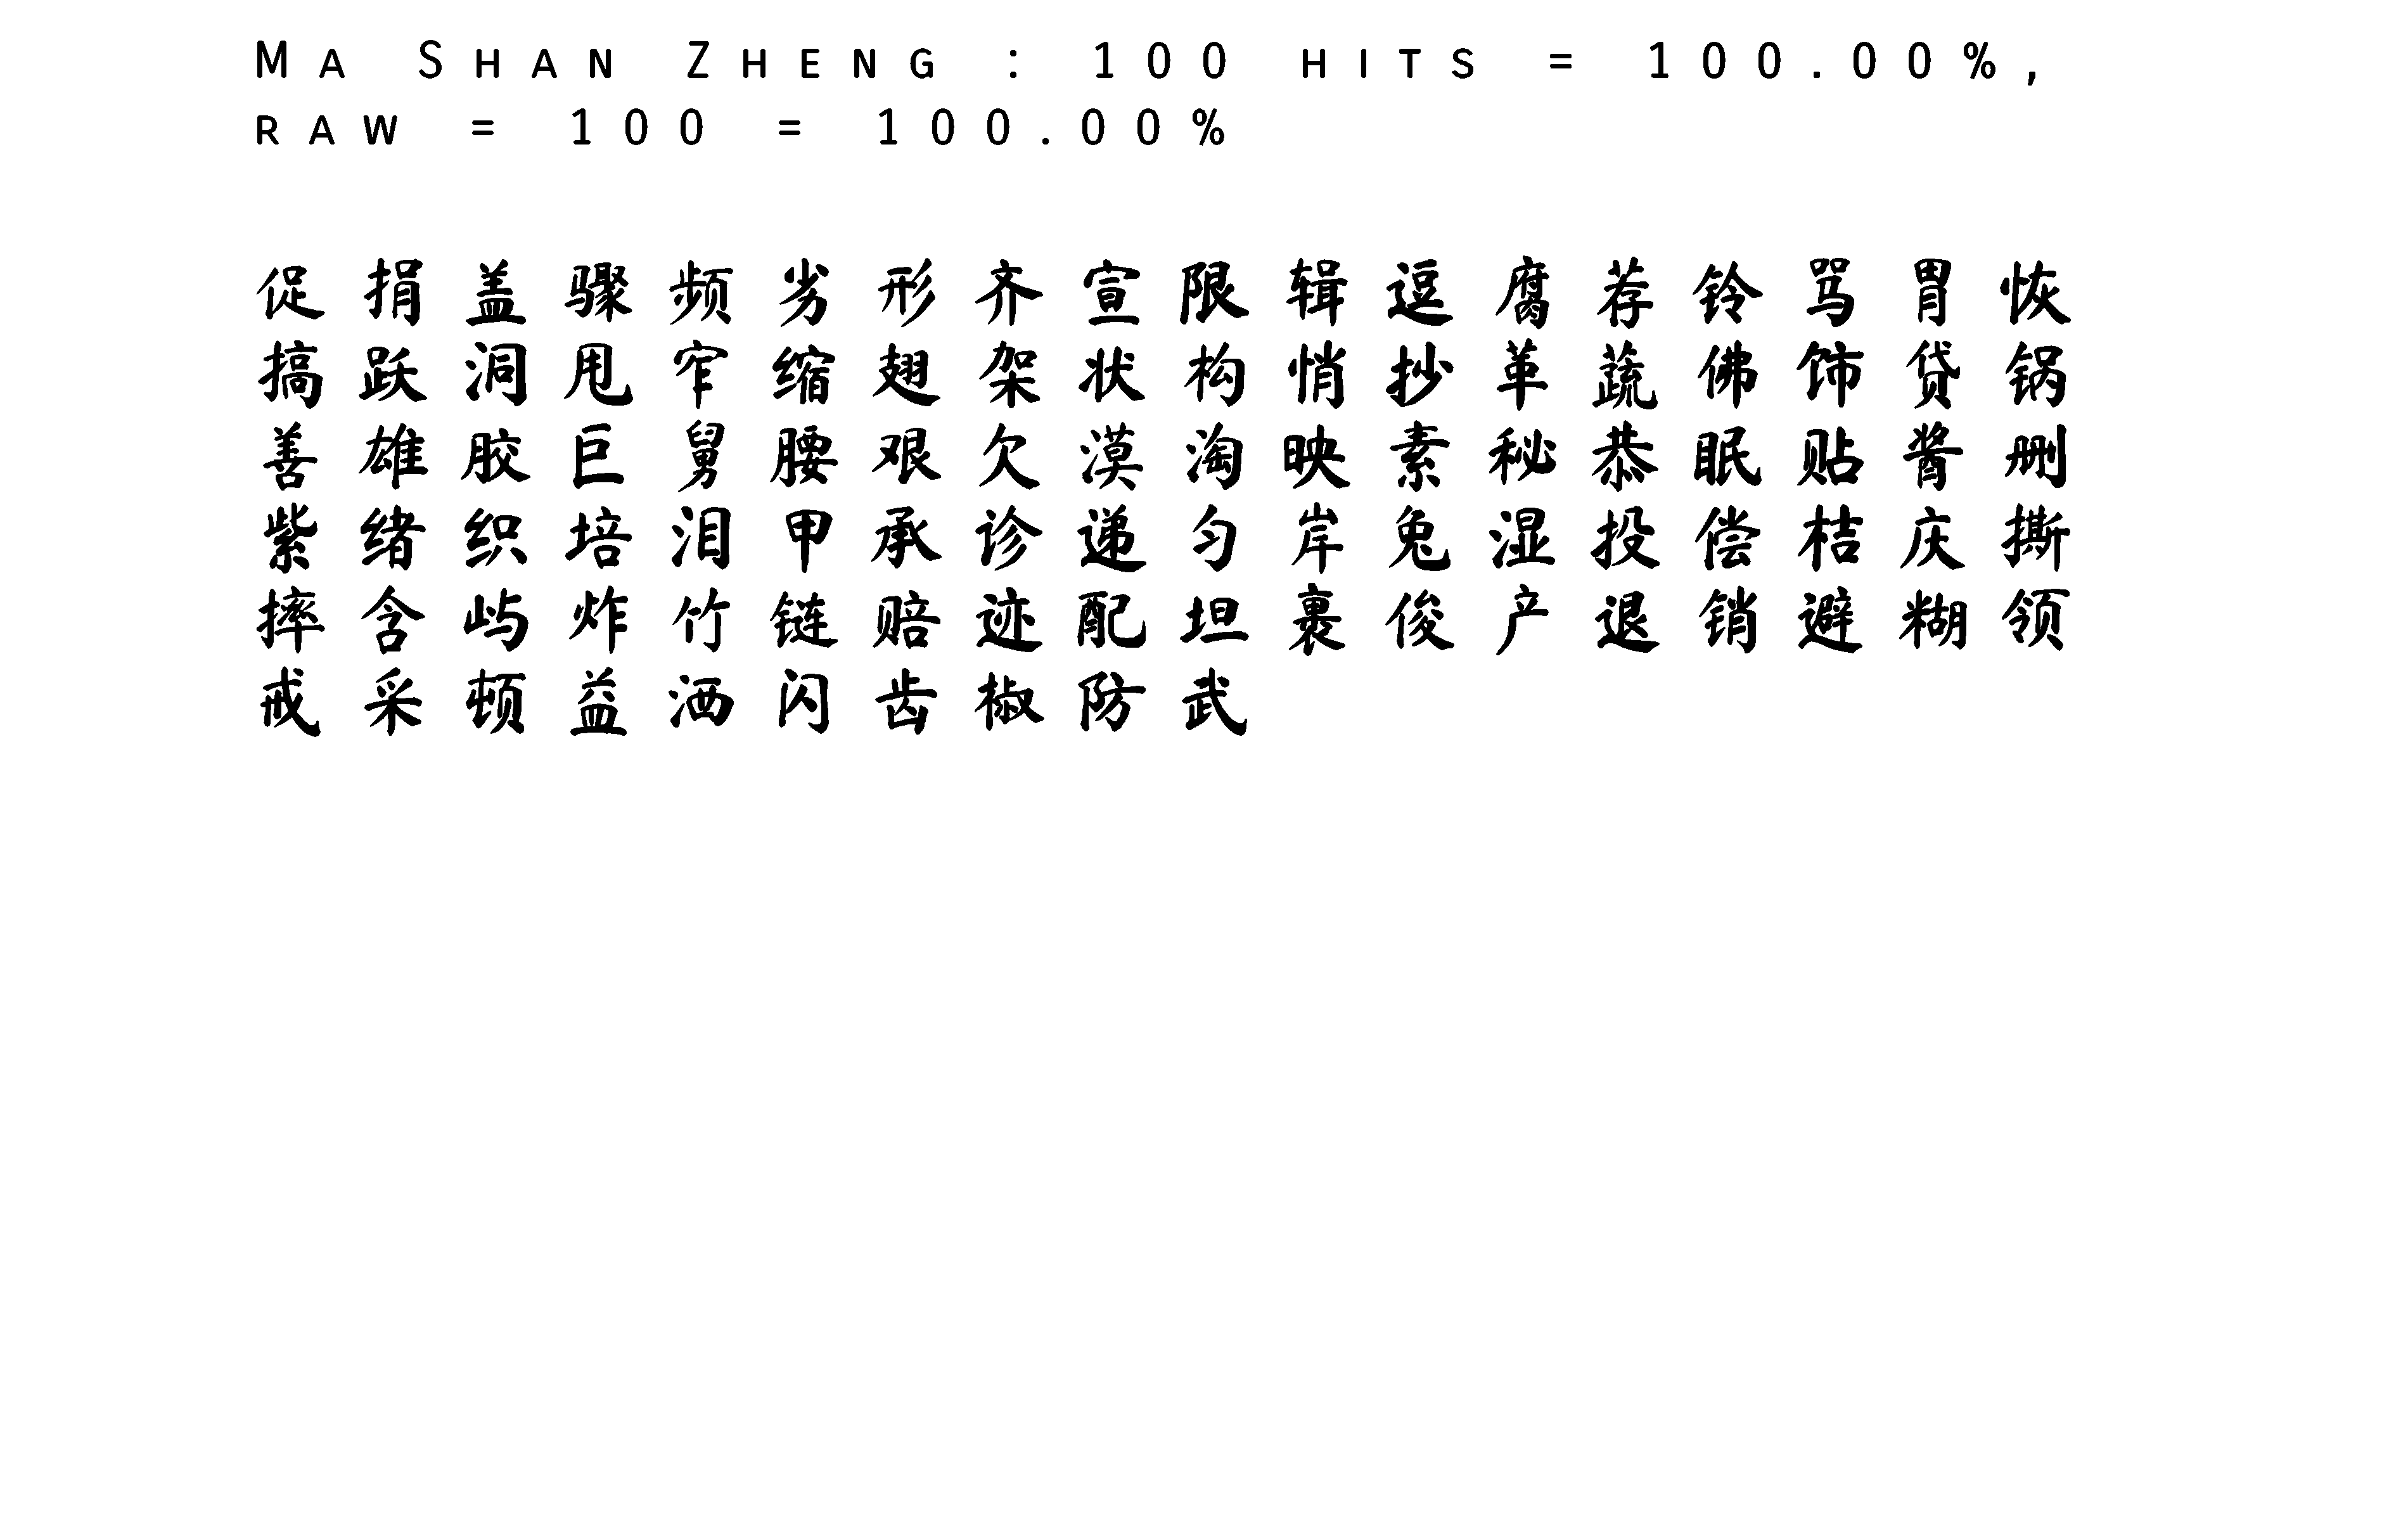 Ma Shan Zheng : 100 hits = 100.00%,
raw = 100 = 100.00%
促捐盖骤频劣形齐宣限辑逗腐荐铃骂胃恢
搞跃洞甩窄缩翅架状构悄抄革蔬佛饰贷锅
善雄胶巨舅腰艰欠漠淘映素秘恭眠贴酱删
紫绪织培泪甲承诊递匀岸兔湿投偿桔庆撕
摔含屿炸竹链赔迹配坦裹俊产退销避糊领
戒采顿益洒闪齿椒防武